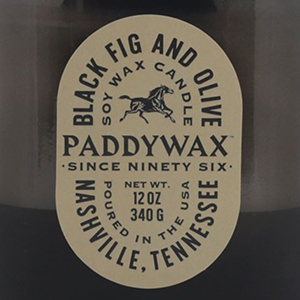 BLACK FIG AND OLIVE
SOY WAX CANDLE
PADDYWAX™
• SINCE NINETY SIX •
NET WT.
12 OZ
340 G
POURED IN THE USA
NASHVILLE, TENNESSEE